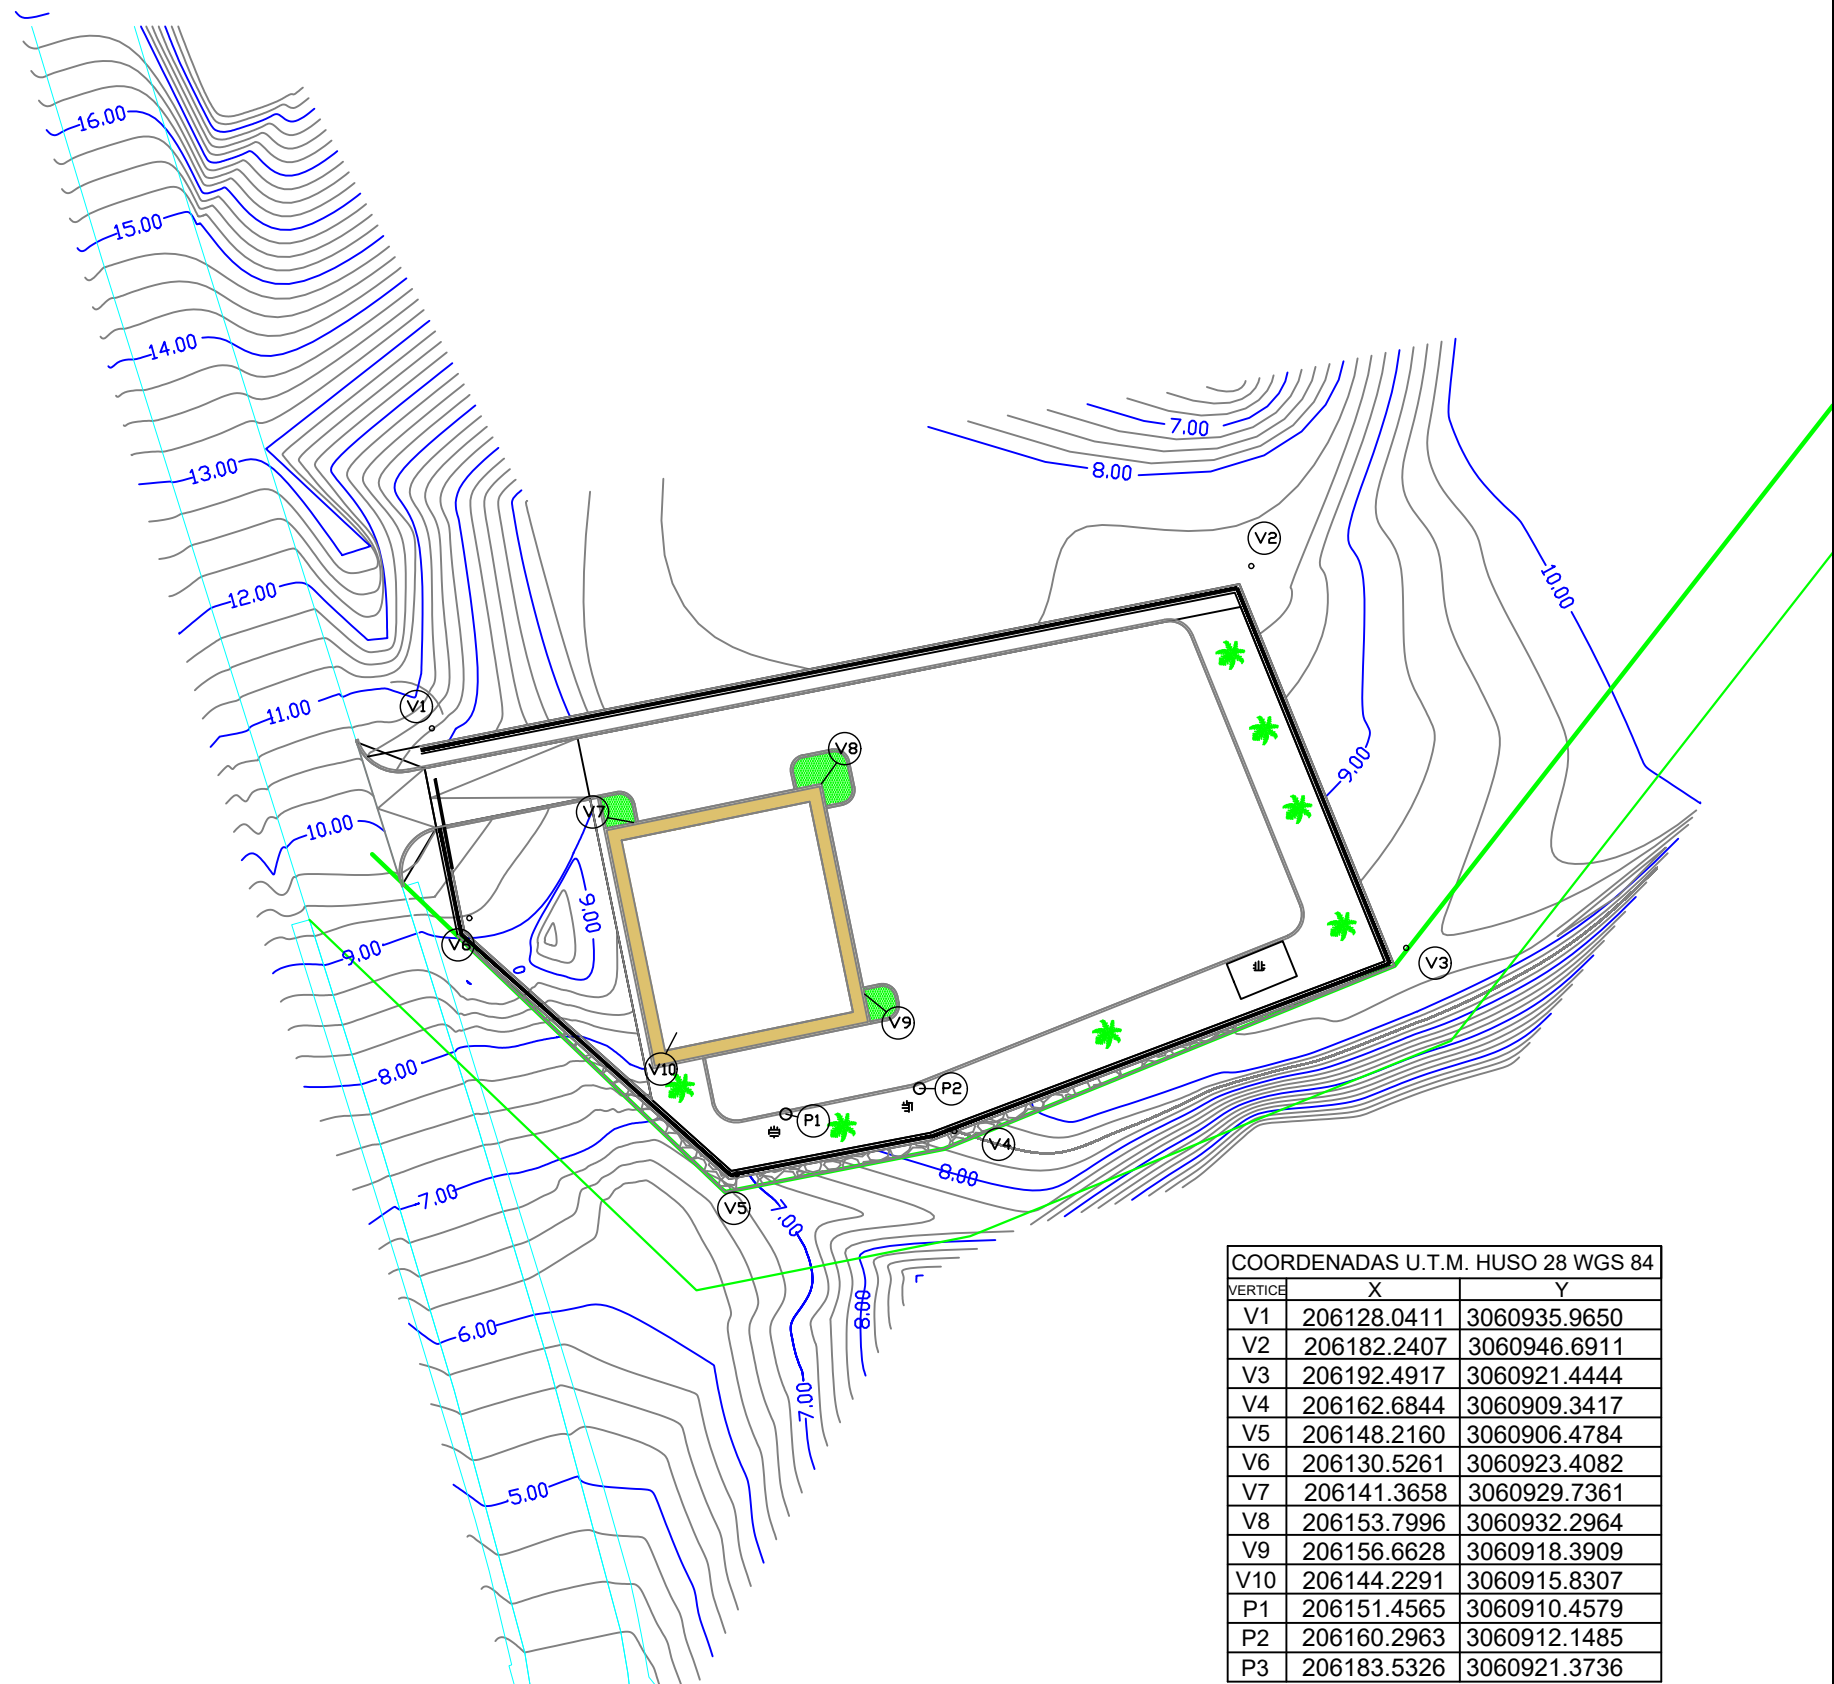 16.00
15.00
14.00
7.00
13.00
8.00
V2
12.00
10.00
V1
11.00
V8
9.00
V7
10.00
9.00
V6
9.00
V3
0
V9
V10
8.00
P2
P1
V4
8.00
7.00
V5
7.00
8.00
6.00
7.00
5.00
COORDENADAS U.T.M. HUSO 28 WGS 84
VERTICE X Y
V1 206128.0411 3060935.9650
V2 206182.2407 3060946.6911
V3 206192.4917 3060921.4444
V4 206162.6844 3060909.3417
V5 206148.2160 3060906.4784
V6 206130.5261 3060923.4082
V7 206141.3658 3060929.7361
V8 206153.7996 3060932.2964
V9 206156.6628 3060918.3909
V10 206144.2291 3060915.8307
P1 206151.4565 3060910.4579
P2 206160.2963 3060912.1485
P3 206183.5326 3060921.3736